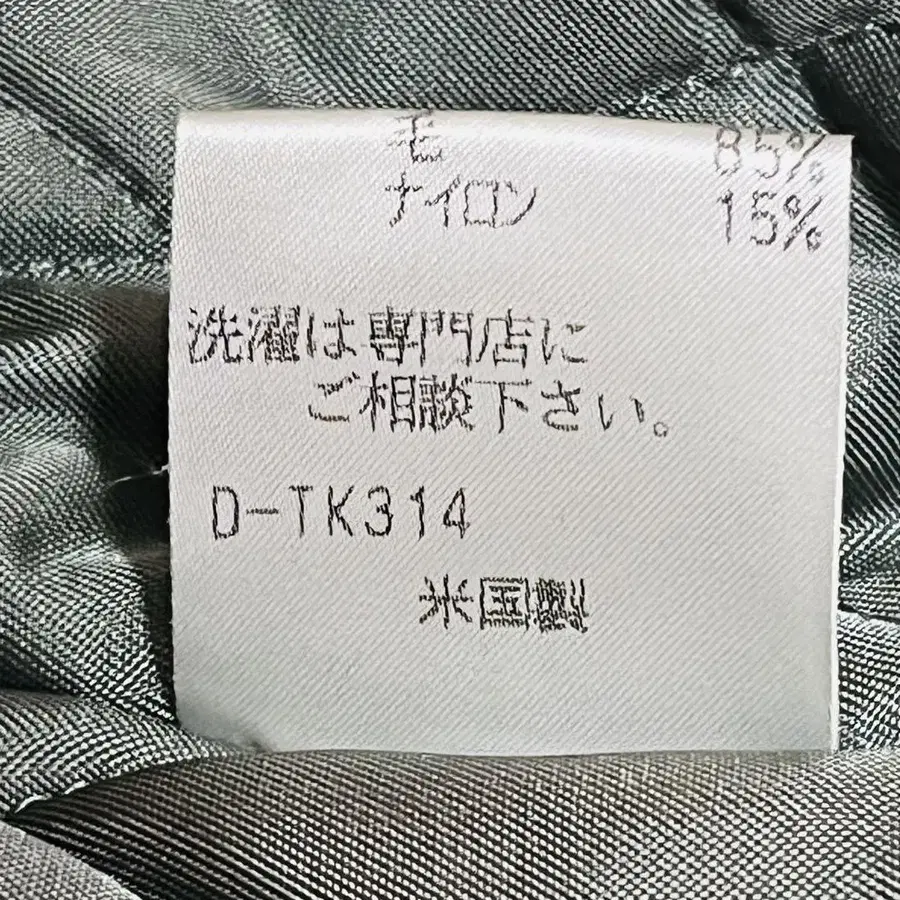 毛 85%
ナイロン 15%
洗濯は専門店に
ご相談下さい。
D-TK314
米国製